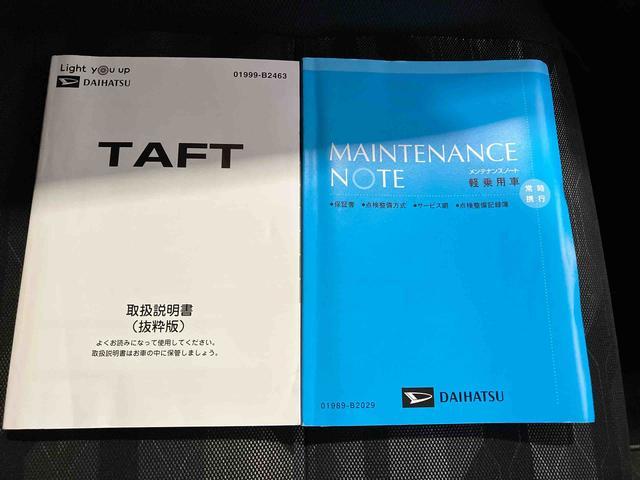 Light you up
DAIHATSU
01999-B2463
TAFT
取扱説明書
(抜粋版)
よくお読みになって使用してください。
取扱説明書はお車の中に保管しましょう。
MAINTENANCE
NOTE
メンテナンスノート
軽乗用車
常時
携行
•保証書 •点検整備方式 •サービス網 •点検整備記録簿
01989-B2029
DAIHATSU